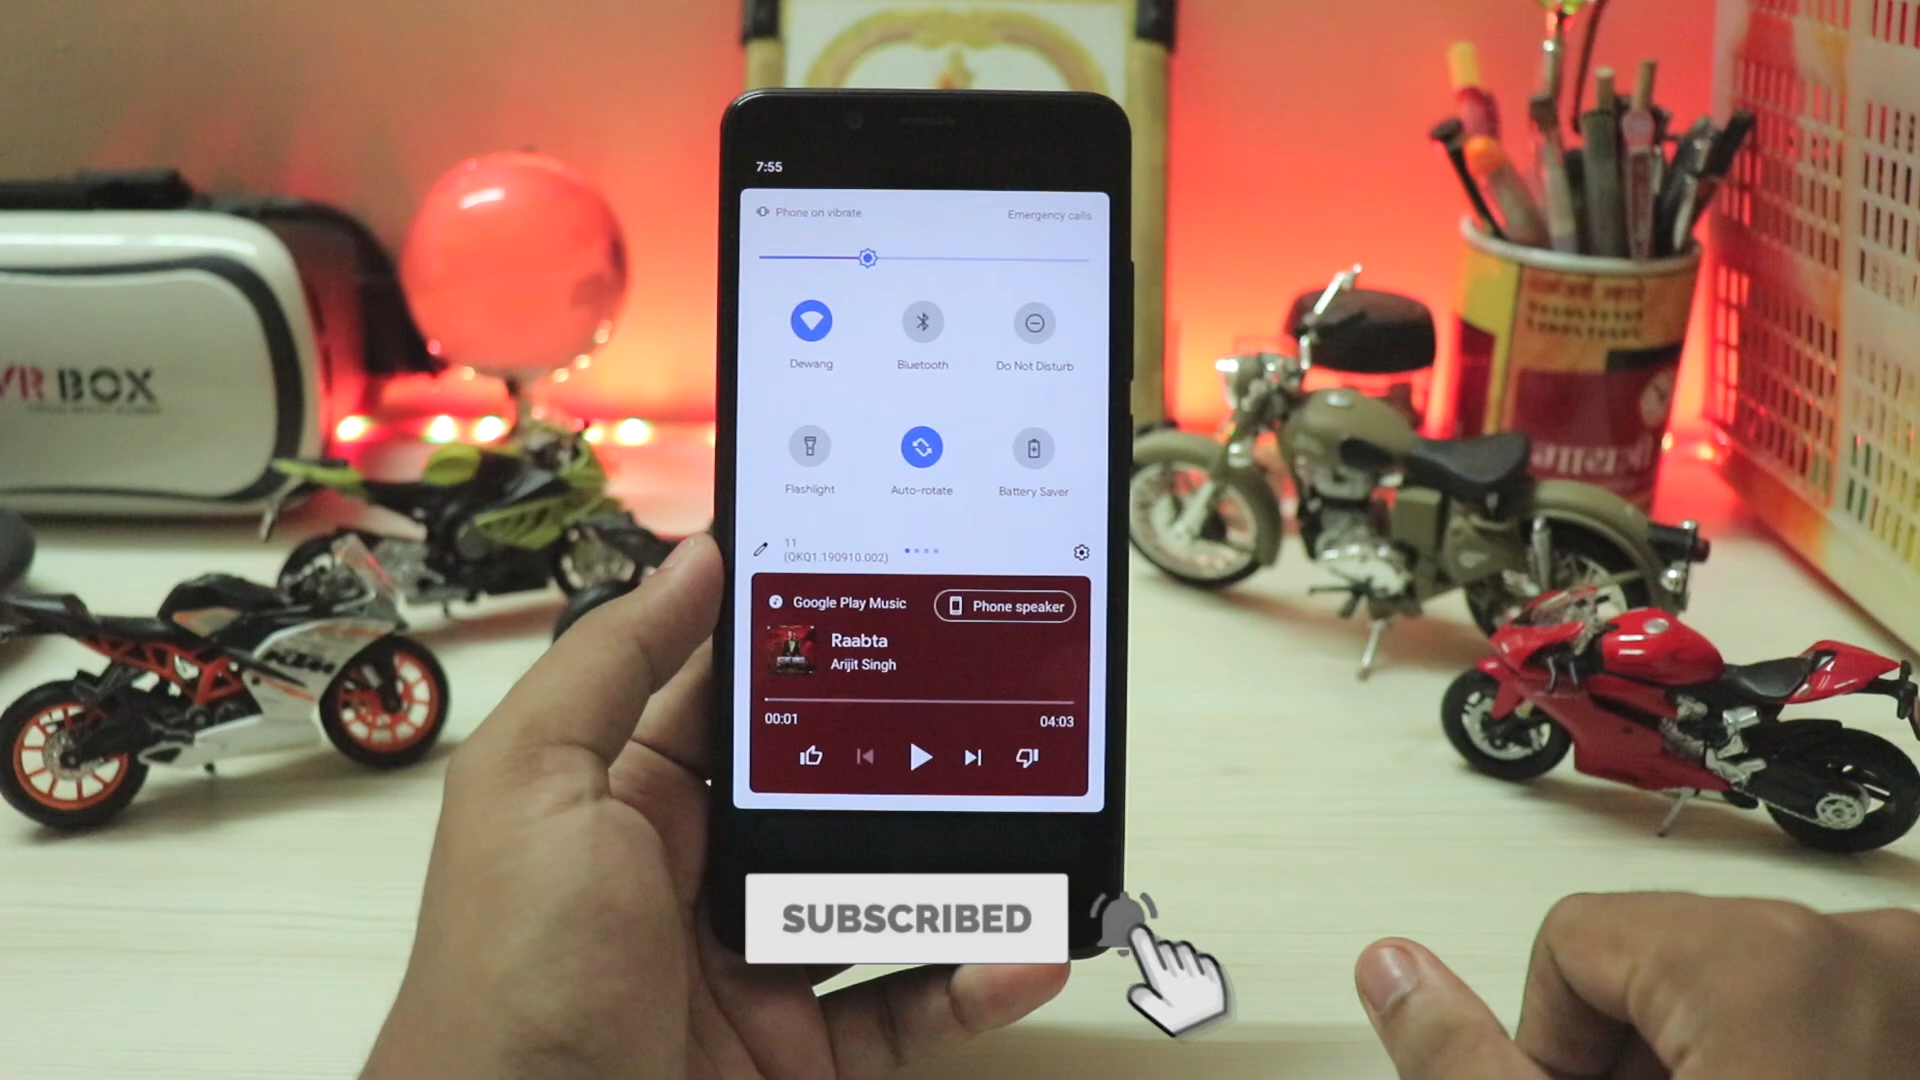 7:55
Phone on vibrate
Emergency calls
Dewang
Bluetooth
Do Not Disturb
Flashlight
Auto-rotate
Battery Saver
11
(QKQ1.190910.002)
Google Play Music
Phone speaker
Raabta
Arijit Singh
00:01
04:03
VR BOX
KTM
SUBSCRIBED